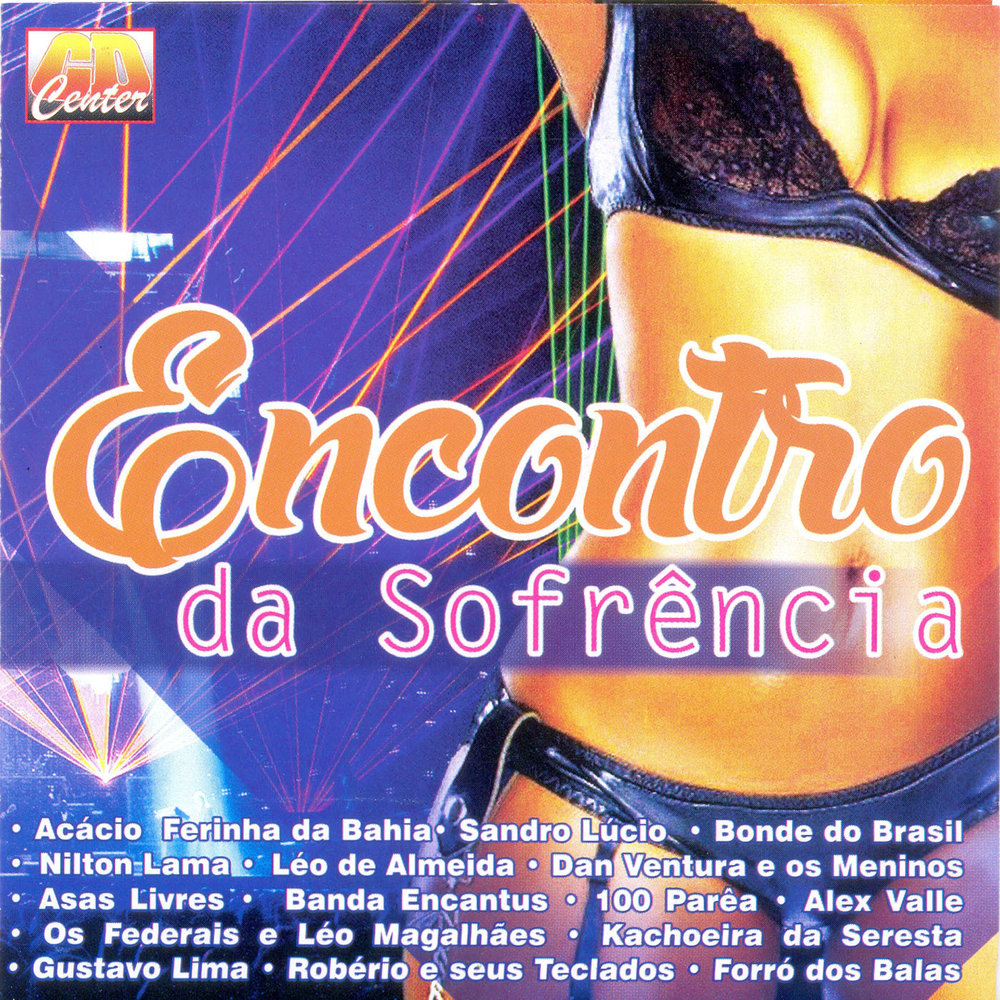 CD
Center
Encontro
da Sofrência
• Acácio Ferinha da Bahia • Sandro Lúcio • Bonde do Brasil
• Nilton Lama • Léo de Almeida • Dan Ventura e os Meninos
• Asas Livres • Banda Encantus • 100 Parêa • Alex Valle
• Os Federais e Léo Magalhães • Kachoeira da Seresta
• Gustavo Lima • Robério e seus Teclados • Forró dos Balas